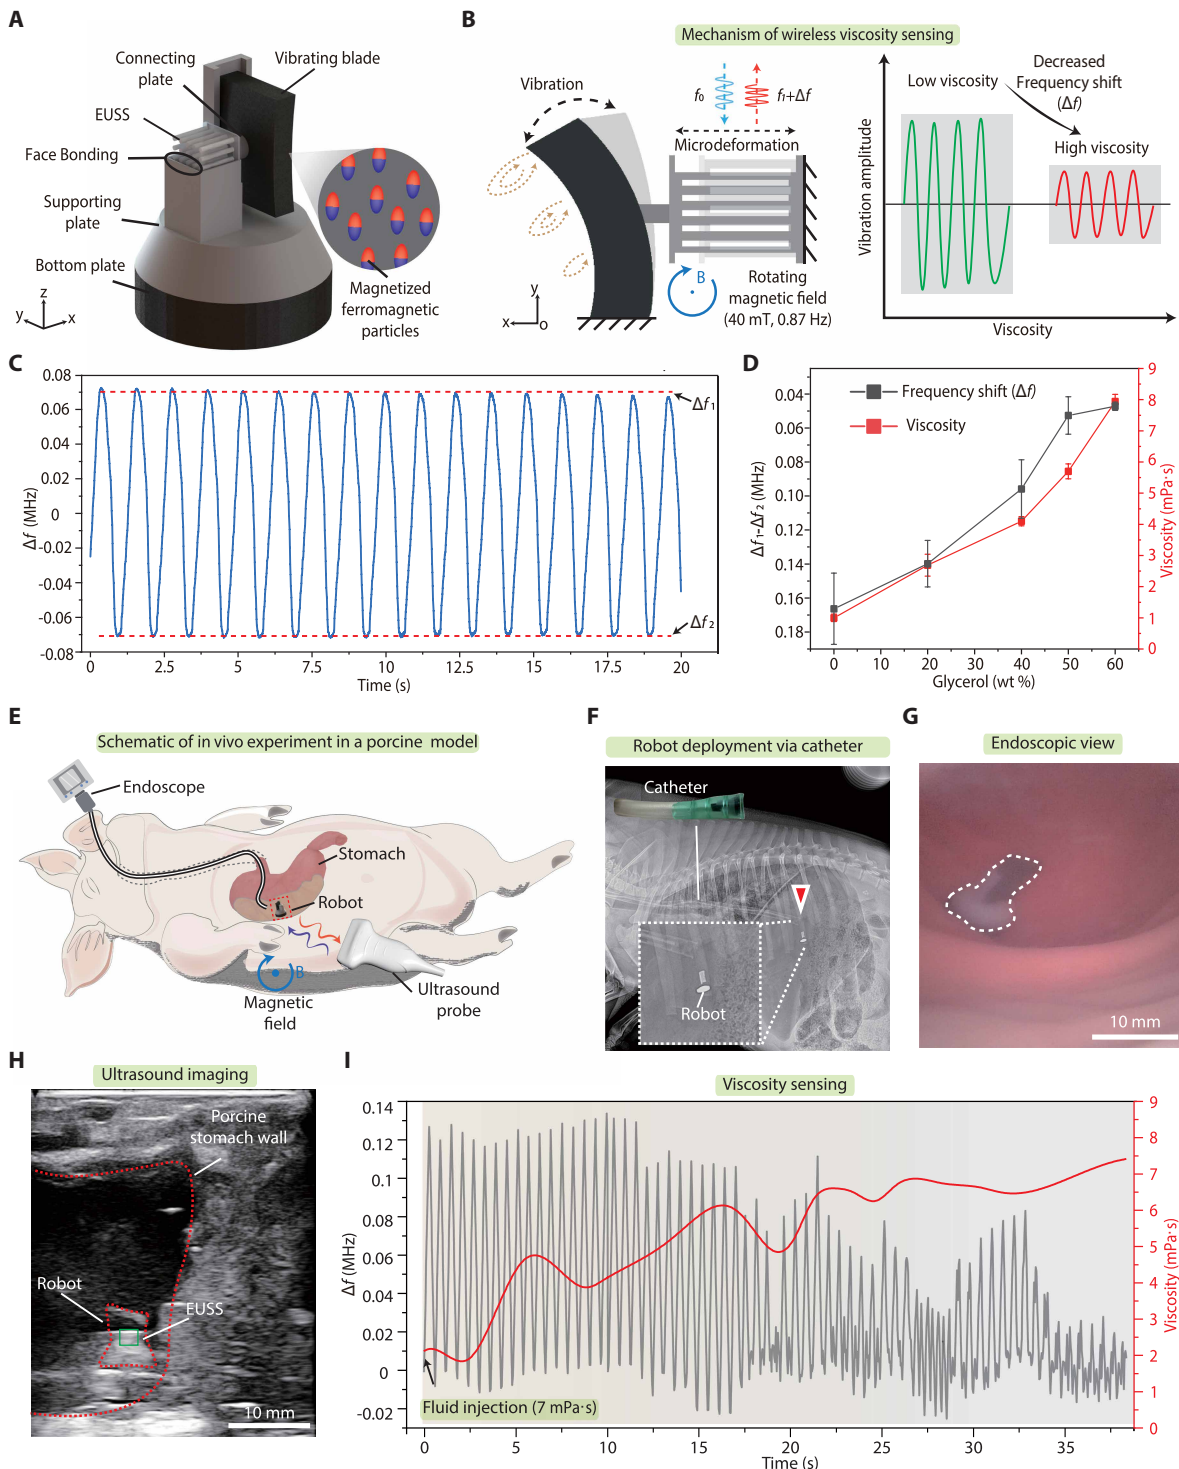 A
Connecting
plate
Vibrating blade
EUSS
Face Bonding
Supporting
plate
Bottom plate
z
y
x
Magnetized
ferromagnetic
particles
B
Mechanism of wireless viscosity sensing
Vibration
f₀
f₁+Δf
Microdeformation
B
Rotating
magnetic field
(40 mT, 0.87 Hz)
y
x
o
Vibration amplitude
Low viscosity
Decreased
Frequency shift
(Δf)
High viscosity
Viscosity
C
0.08
0.06
0.04
0.02
0
-0.02
-0.04
-0.06
-0.08
Δf (MHz)
Δf₁
Δf₂
0 2.5 5 7.5 10 12.5 15 17.5 20
Time (s)
D
0.04
0.06
0.08
0.10
0.12
0.14
0.16
0.18
Δf₁-Δf₂ (MHz)
Frequency shift (Δf)
Viscosity
9
8
7
6
5
4
3
2
1
0
Viscosity (mPa·s)
0 10 20 30 40 50 60
Glycerol (wt %)
E
Schematic of in vivo experiment in a porcine model
Endoscope
Stomach
Robot
B
Magnetic
field
Ultrasound
probe
F
Robot deployment via catheter
Catheter
Robot
G
Endoscopic view
10 mm
H
Ultrasound imaging
Porcine
stomach wall
Robot
EUSS
10 mm
I
Viscosity sensing
0.14
0.12
0.1
0.08
0.06
0.04
0.02
0
-0.02
Δf (MHz)
Fluid injection (7 mPa·s)
9
8
7
6
5
4
3
2
1
0
Viscosity (mPa·s)
0 5 10 15 20 25 30 35
Time (s)